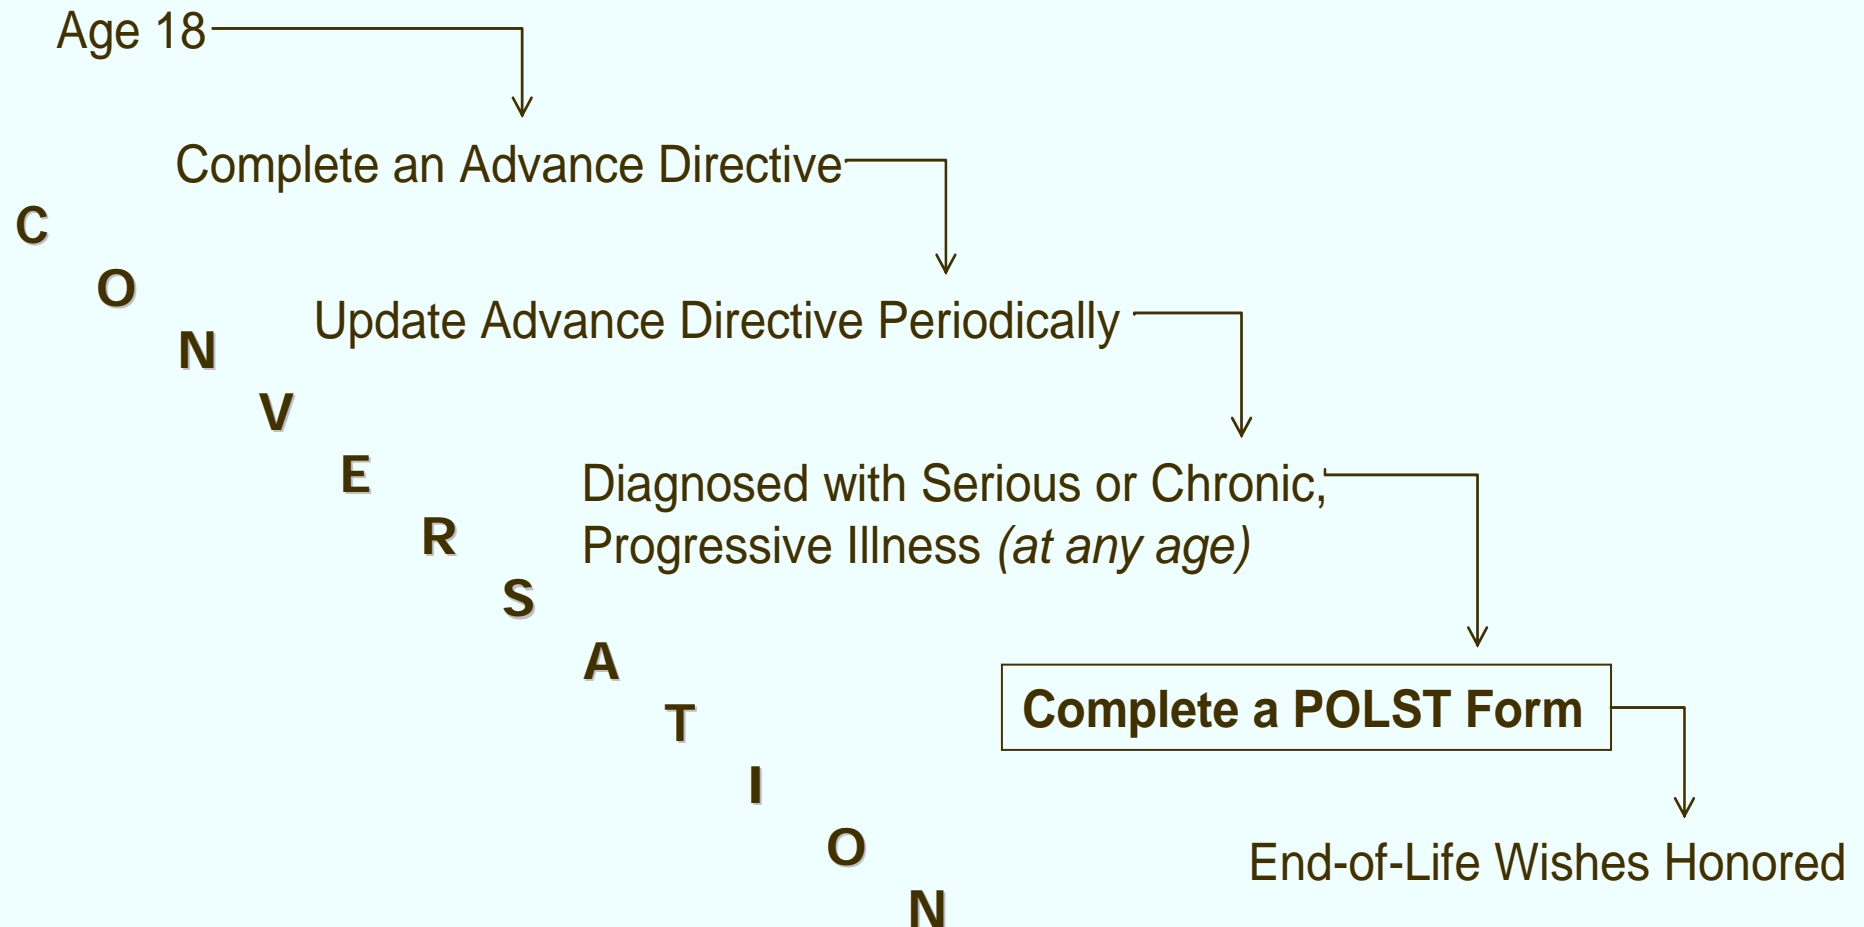 Age 18
Complete an Advance Directive
CONVERSATION
Update Advance Directive Periodically
Diagnosed with Serious or Chronic,
Progressive Illness (at any age)
Complete a POLST Form
End-of-Life Wishes Honored